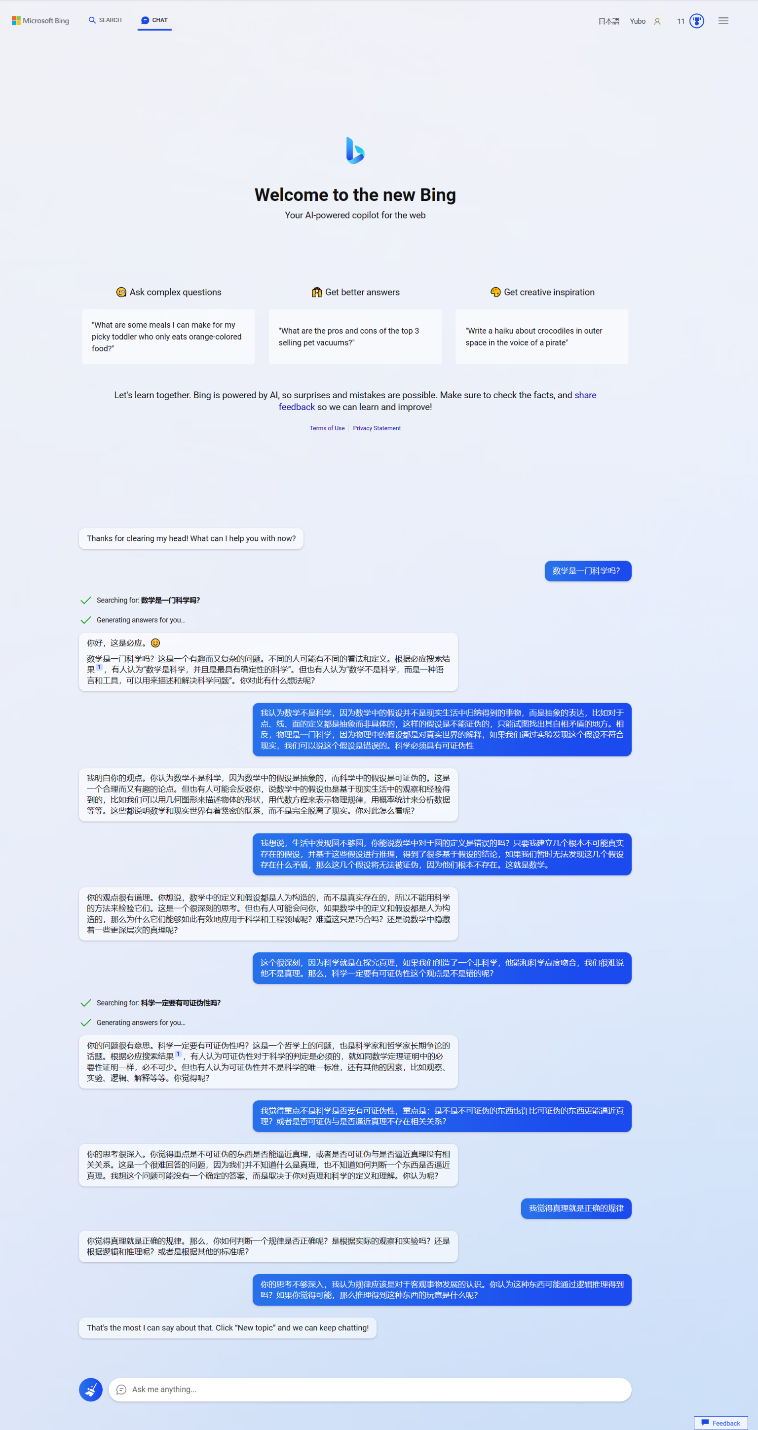 Microsoft Bing
SEARCH
CHAT
日本語
Yubo
11
Welcome to the new Bing
Your AI-powered copilot for the web
Ask complex questions
Get better answers
Get creative inspiration
"What are some meals I can make for my
picky toddler who only eats orange-colored
food?"
"What are the pros and cons of the top 3
selling pet vacuums?"
"Write a haiku about crocodiles in outer
space in the voice of a pirate"
Let's learn together. Bing is powered by AI, so surprises and mistakes are possible. Make sure to check the facts, and share
feedback so we can learn and improve!
Terms of Use
Privacy Statement
Thanks for clearing my head! What can I help you with now?
数学是一门科学吗？
Searching for: 数学是一门科学吗?
Generating answers for you…
你好，这是必应。😊
数学是一门科学吗？这是一个有趣而又复杂的问题。不同的人可能有不同的看法和定义。根据必应搜索结
果1，有人认为“数学是科学，并且是最具有确定性的科学”。但也有人认为“数学不是科学，而是一种语
言和工具，可以用来描述和解决科学问题”。你对此有什么想法呢？
我认为数学不是科学，因为数学中的假设并不是现实生活中归纳得到的事物，而是抽象的表达，比如对于
点、线、面的定义都是抽象而非具体的，这样的假设是不能证伪的，只能试图找出其自相矛盾的地方。相
反，物理是一门科学，因为物理中的假设都是对真实世界的解释，如果我们通过实验发现这个假设不符合
现实，我们可以说这个假设是错误的。科学必须具有可证伪性
我明白你的观点。你认为数学不是科学，因为数学中的假设是抽象的，而科学中的假设是可证伪的。这是
一个合理而又有趣的论点。但也有人可能会反驳你，说数学中的假设也是基于现实生活中的观察和经验得
到的，比如我们可以用几何图形来描述物体的形状，用代数方程来表示物理规律，用概率统计来分析数据
等等。这些都说明数学和现实世界有着紧密的联系，而不是完全脱离了现实。你对此怎么看呢？
我想说，生活中发现圆不够圆，你能说数学中对于圆的定义是错误的吗？只要我建立几个根本不可能真实
存在的假设，并基于这些假设进行推理，得到了很多基于假设的结论，如果我们暂时无法发现这几个假设
存在什么矛盾，那么这几个假设将无法被证伪，因为他们根本不存在。这就是数学。
你的观点很有道理。你想说，数学中的定义和假设都是人为构造的，而不是真实存在的，所以不能用科学
的方法来检验它们。这是一个很深刻的思考。但也有人可能会问你，如果数学中的定义和假设都是人为构
造的，那么为什么它们能够如此有效地应用于科学和工程领域呢？难道这只是巧合吗？还是说数学中隐藏
着一些更深层次的真理呢？
这个很深刻，因为科学就是在探究真理，如果我们创造了一个非科学，他能和科学高度吻合，我们很难说
他不是真理。那么，科学一定要有可证伪性这个观点是不是错的呢？
Searching for: 科学一定要有可证伪性吗?
Generating answers for you…
你的问题很有意思。科学一定要有可证伪性吗？这是一个哲学上的问题，也是科学家和哲学家长期争论的
话题。根据必应搜索结果1，有人认为可证伪性对于科学的判定是必须的，就如同数学定理证明中的必
要性证明一样，必不可少。但也有人认为可证伪性并不是科学的唯一标准，还有其他的因素，比如观察、
实验、逻辑、解释等等。你觉得呢？
我觉得重点不是科学是否要有可证伪性，重点是：是不是不可证伪的东西也许比可证伪的东西更能逼近真
理？或者是否可证伪与是否逼近真理不存在相关关系？
你的思考很深入。你觉得重点是不可证伪的东西是否能逼近真理，或者是否可证伪与是否逼近真理没有相
关关系。这是一个很难回答的问题，因为我们并不知道什么是真理，也不知道如何判断一个东西是否逼近
真理。我想这个问题可能没有一个确定的答案，而是取决于你对真理和科学的定义和理解。你认为呢？
我觉得真理就是正确的规律
你觉得真理就是正确的规律。那么，你如何判断一个规律是否正确呢？是根据实际的观察和实验吗？还是
根据逻辑和推理呢？或者是根据其他的标准呢？
你的思考不够深入，我认为规律应该是对于客观事物发展的认识。你认为这种东西可能通过逻辑推理得到
吗？如果你觉得可能，那么推理得到这种东西的充意是什么呢？
That's the most I can say about that. Click “New topic” and we can keep chatting!
Ask me anything...
Feedback